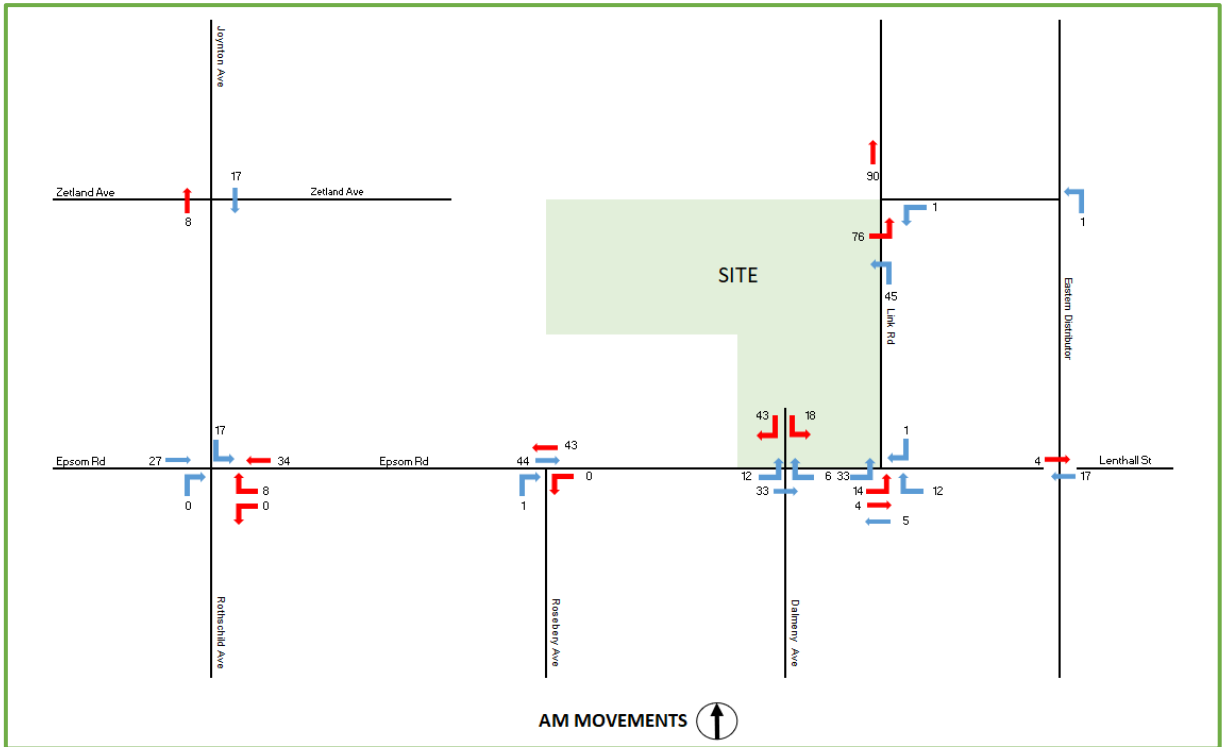 Joynton Ave
90
Zetland Ave
17
Zetland Ave
8
1
1
76
SITE
45
Link Rd
Eastern Distributor
17
43
18
1
Epsom Rd
27
34
Epsom Rd
43
44
4
Lenthall St
8
0
0
0
1
12
6
33
33
14
12
17
4
5
Rothschild Ave
Rosebery Ave
Dalmeny Ave
AM MOVEMENTS